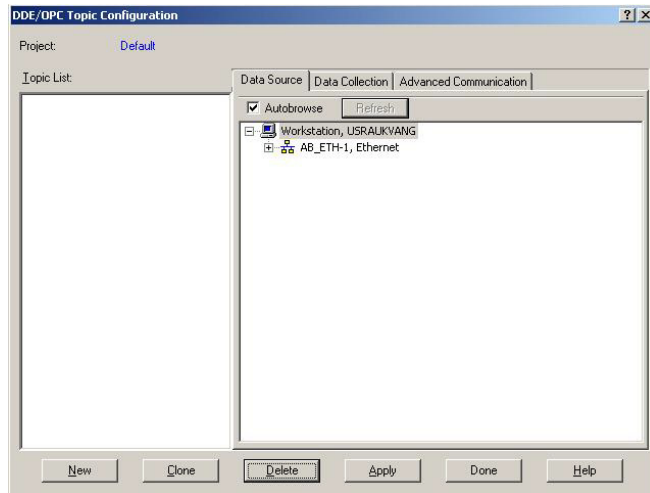 DDE/OPC Topic Configuration
Project: Default
Topic List:
Data Source Data Collection Advanced Communication
Autobrowse Refresh
Workstation, USRAUKVANG
AB_ETH-1, Ethernet
New Clone Delete Apply Done Help